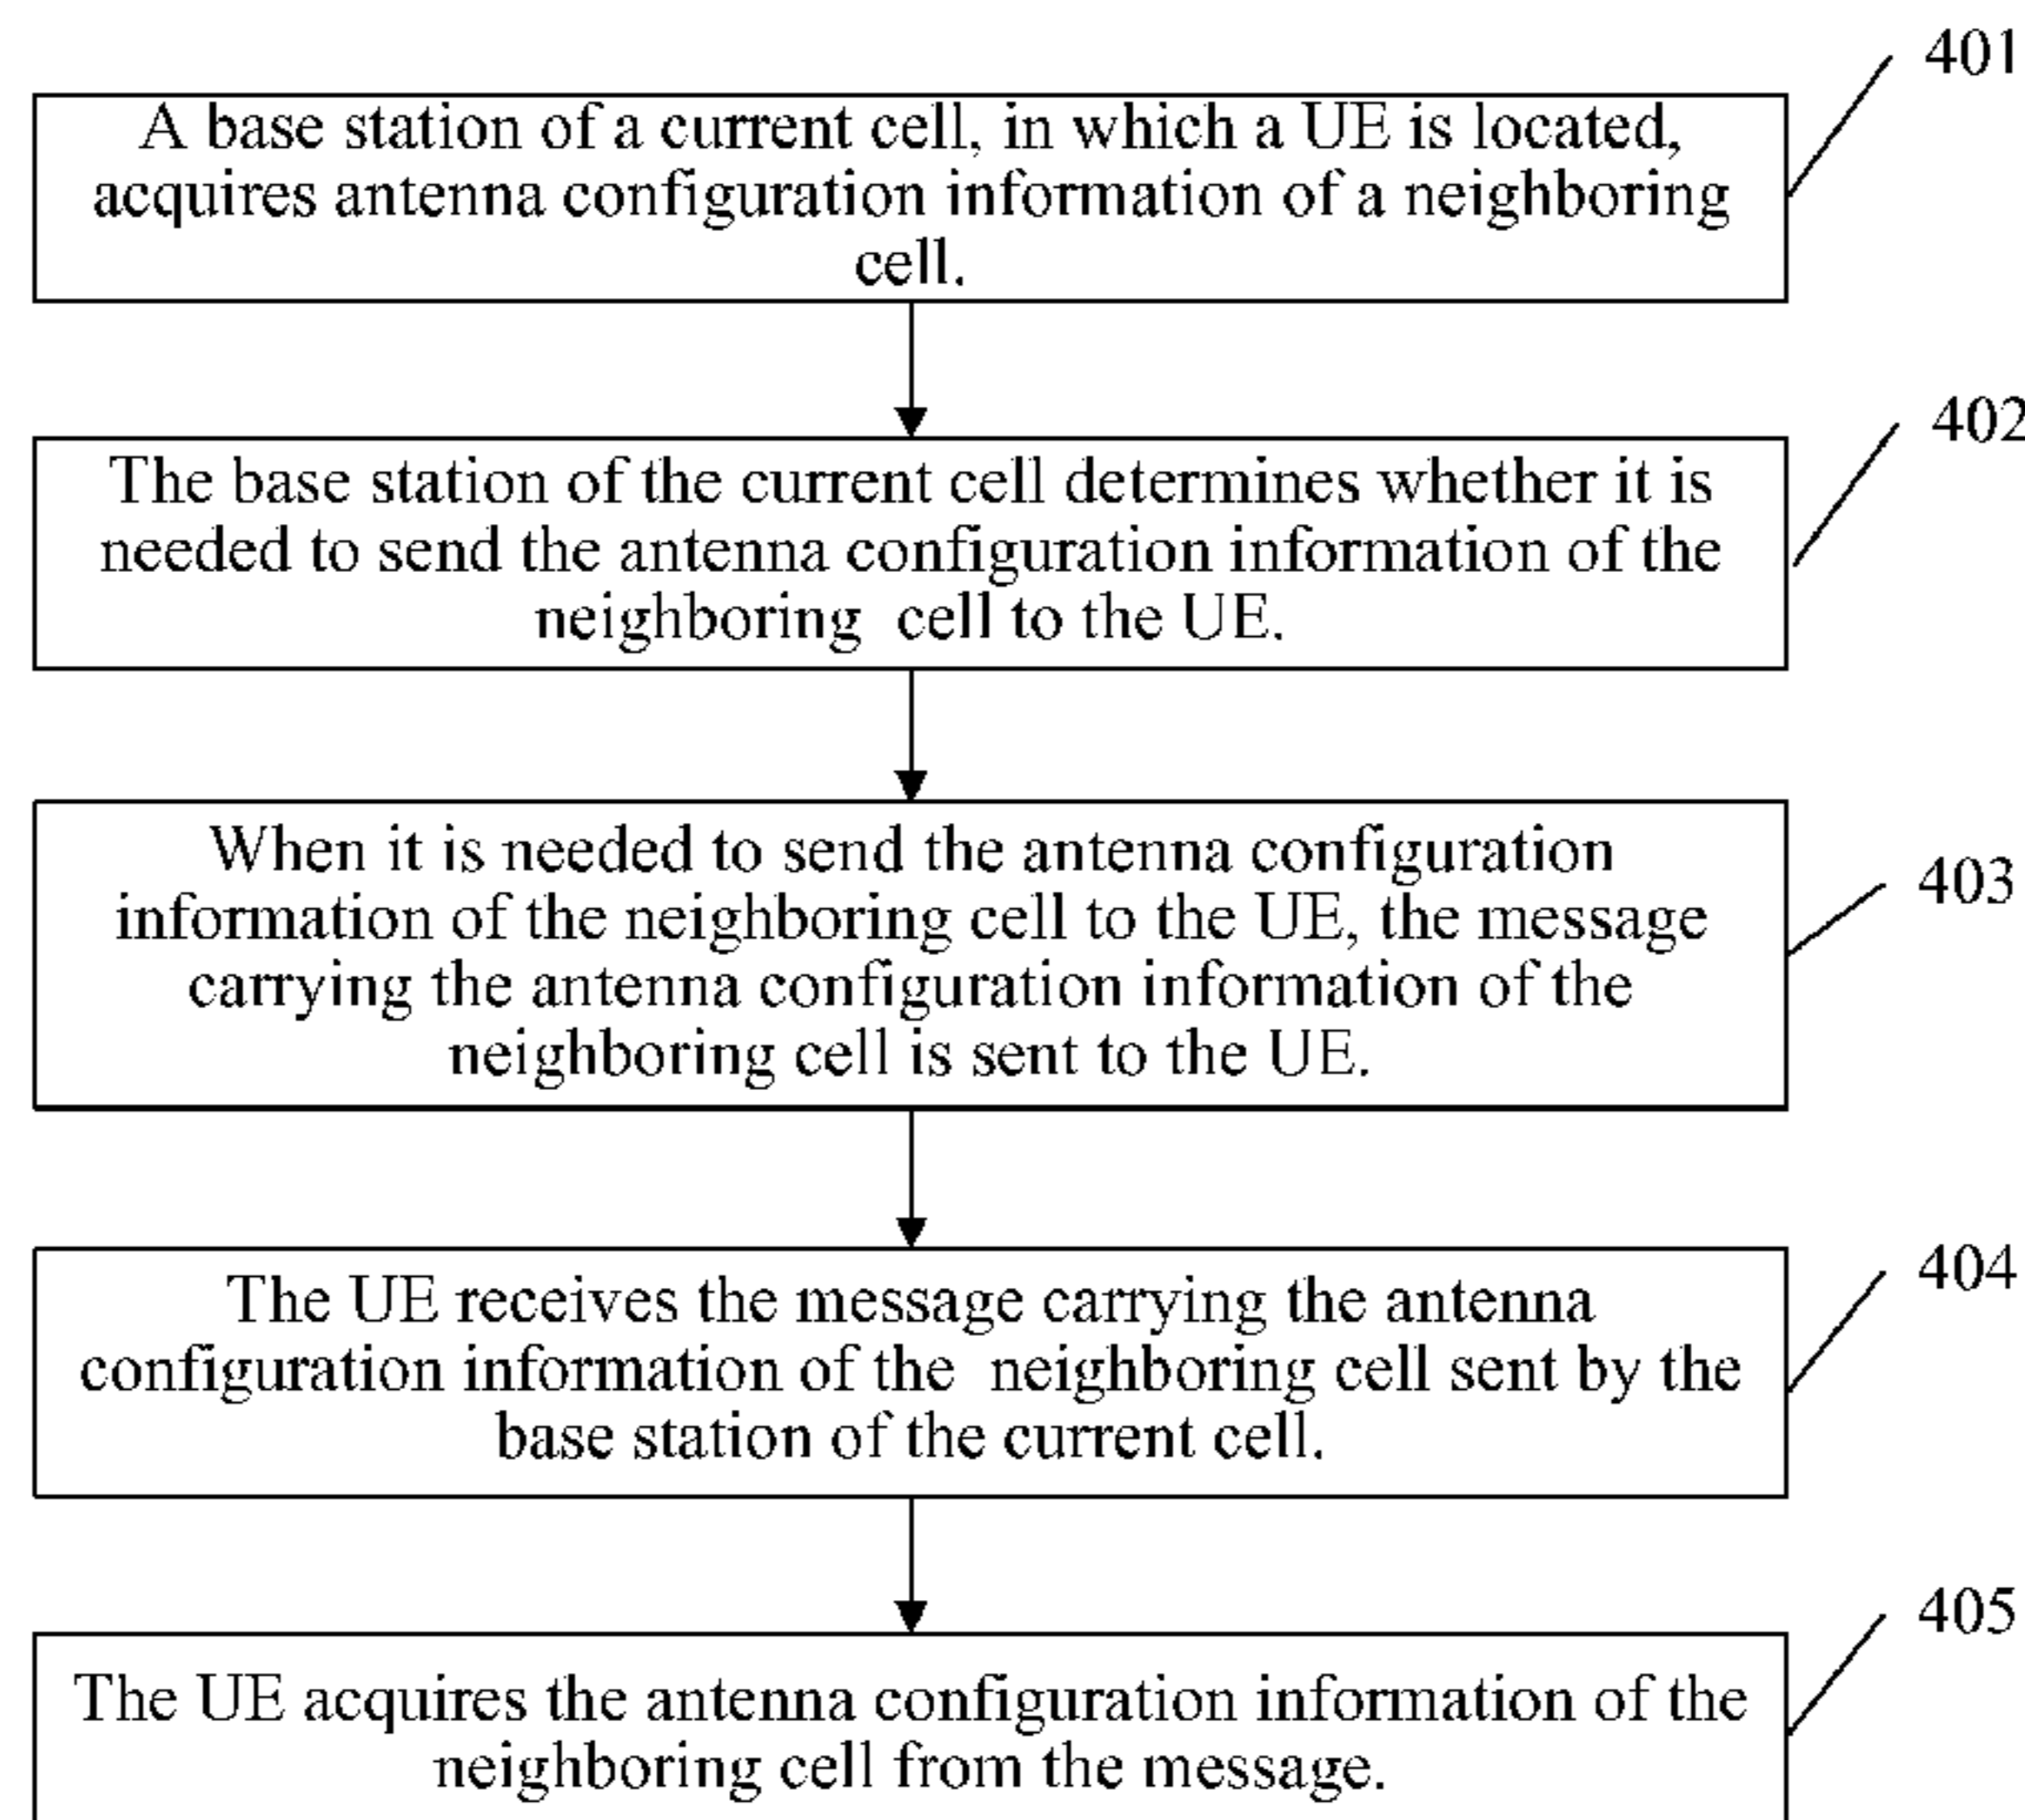 401
A base station of a current cell, in which a UE is located,
acquires antenna configuration information of a neighboring
cell.
402
The base station of the current cell determines whether it is
needed to send the antenna configuration information of the
neighboring cell to the UE.
When it is needed to send the antenna configuration
information of the neighboring cell to the UE, the message
carrying the antenna configuration information of the
neighboring cell is sent to the UE.
403
The UE receives the message carrying the antenna
configuration information of the neighboring cell sent by the
base station of the current cell.
404
405
The UE acquires the antenna configuration information of the
neighboring cell from the message.